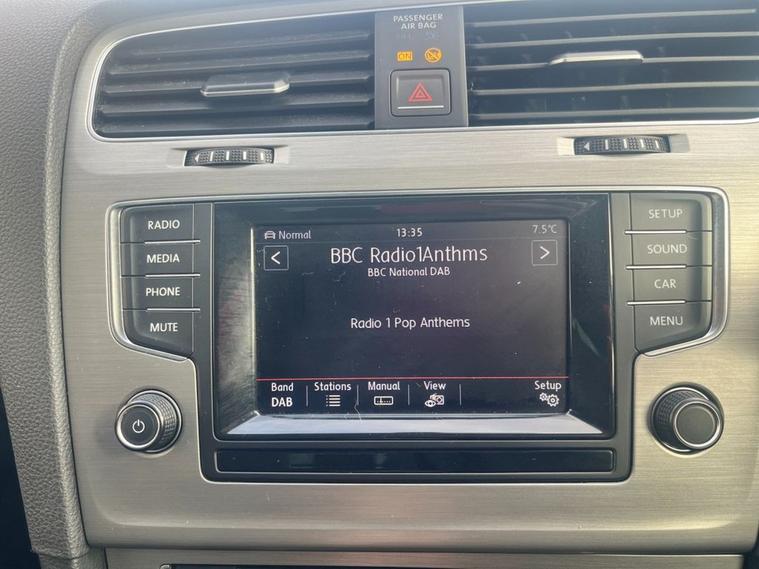 PASSENGER
AIR BAG
ON
RADIO
MEDIA
PHONE
MUTE
SETUP
SOUND
CAR
MENU
Normal
13:35
7.5°C
<
BBC Radio1Anthms
>
BBC National DAB
Radio 1 Pop Anthems
Band
Stations
Manual
View
Setup
DAB